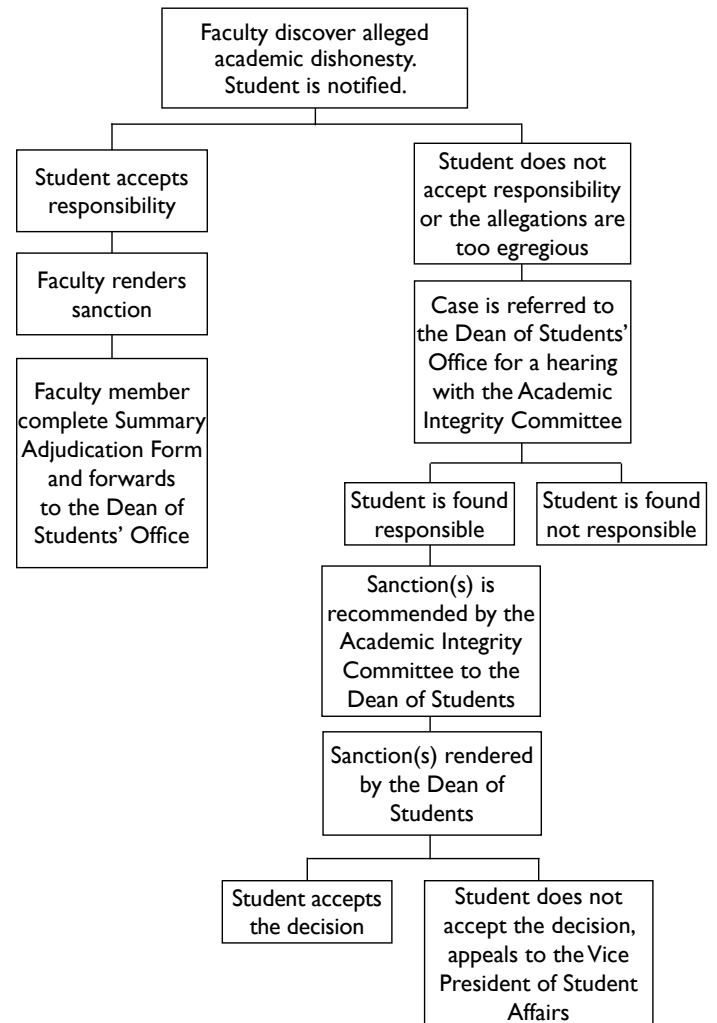 Faculty discover alleged
academic dishonesty.
Student is notified.
Student accepts
responsibility
Faculty renders
sanction
Faculty member
complete Summary
Adjudication Form
and forwards
to the Dean of
Students’ Office
Student does not
accept responsibility
or the allegations are
too egregious
Case is referred to
the Dean of Students’
Office for a hearing
with the Academic
Integrity Committee
Student is found
responsible
Student is found
not responsible
Sanction(s) is
recommended by the
Academic Integrity
Committee to the
Dean of Students
Sanction(s) rendered
by the Dean of
Students
Student accepts
the decision
Student does not
accept the decision,
appeals to the Vice
President of Student
Affairs